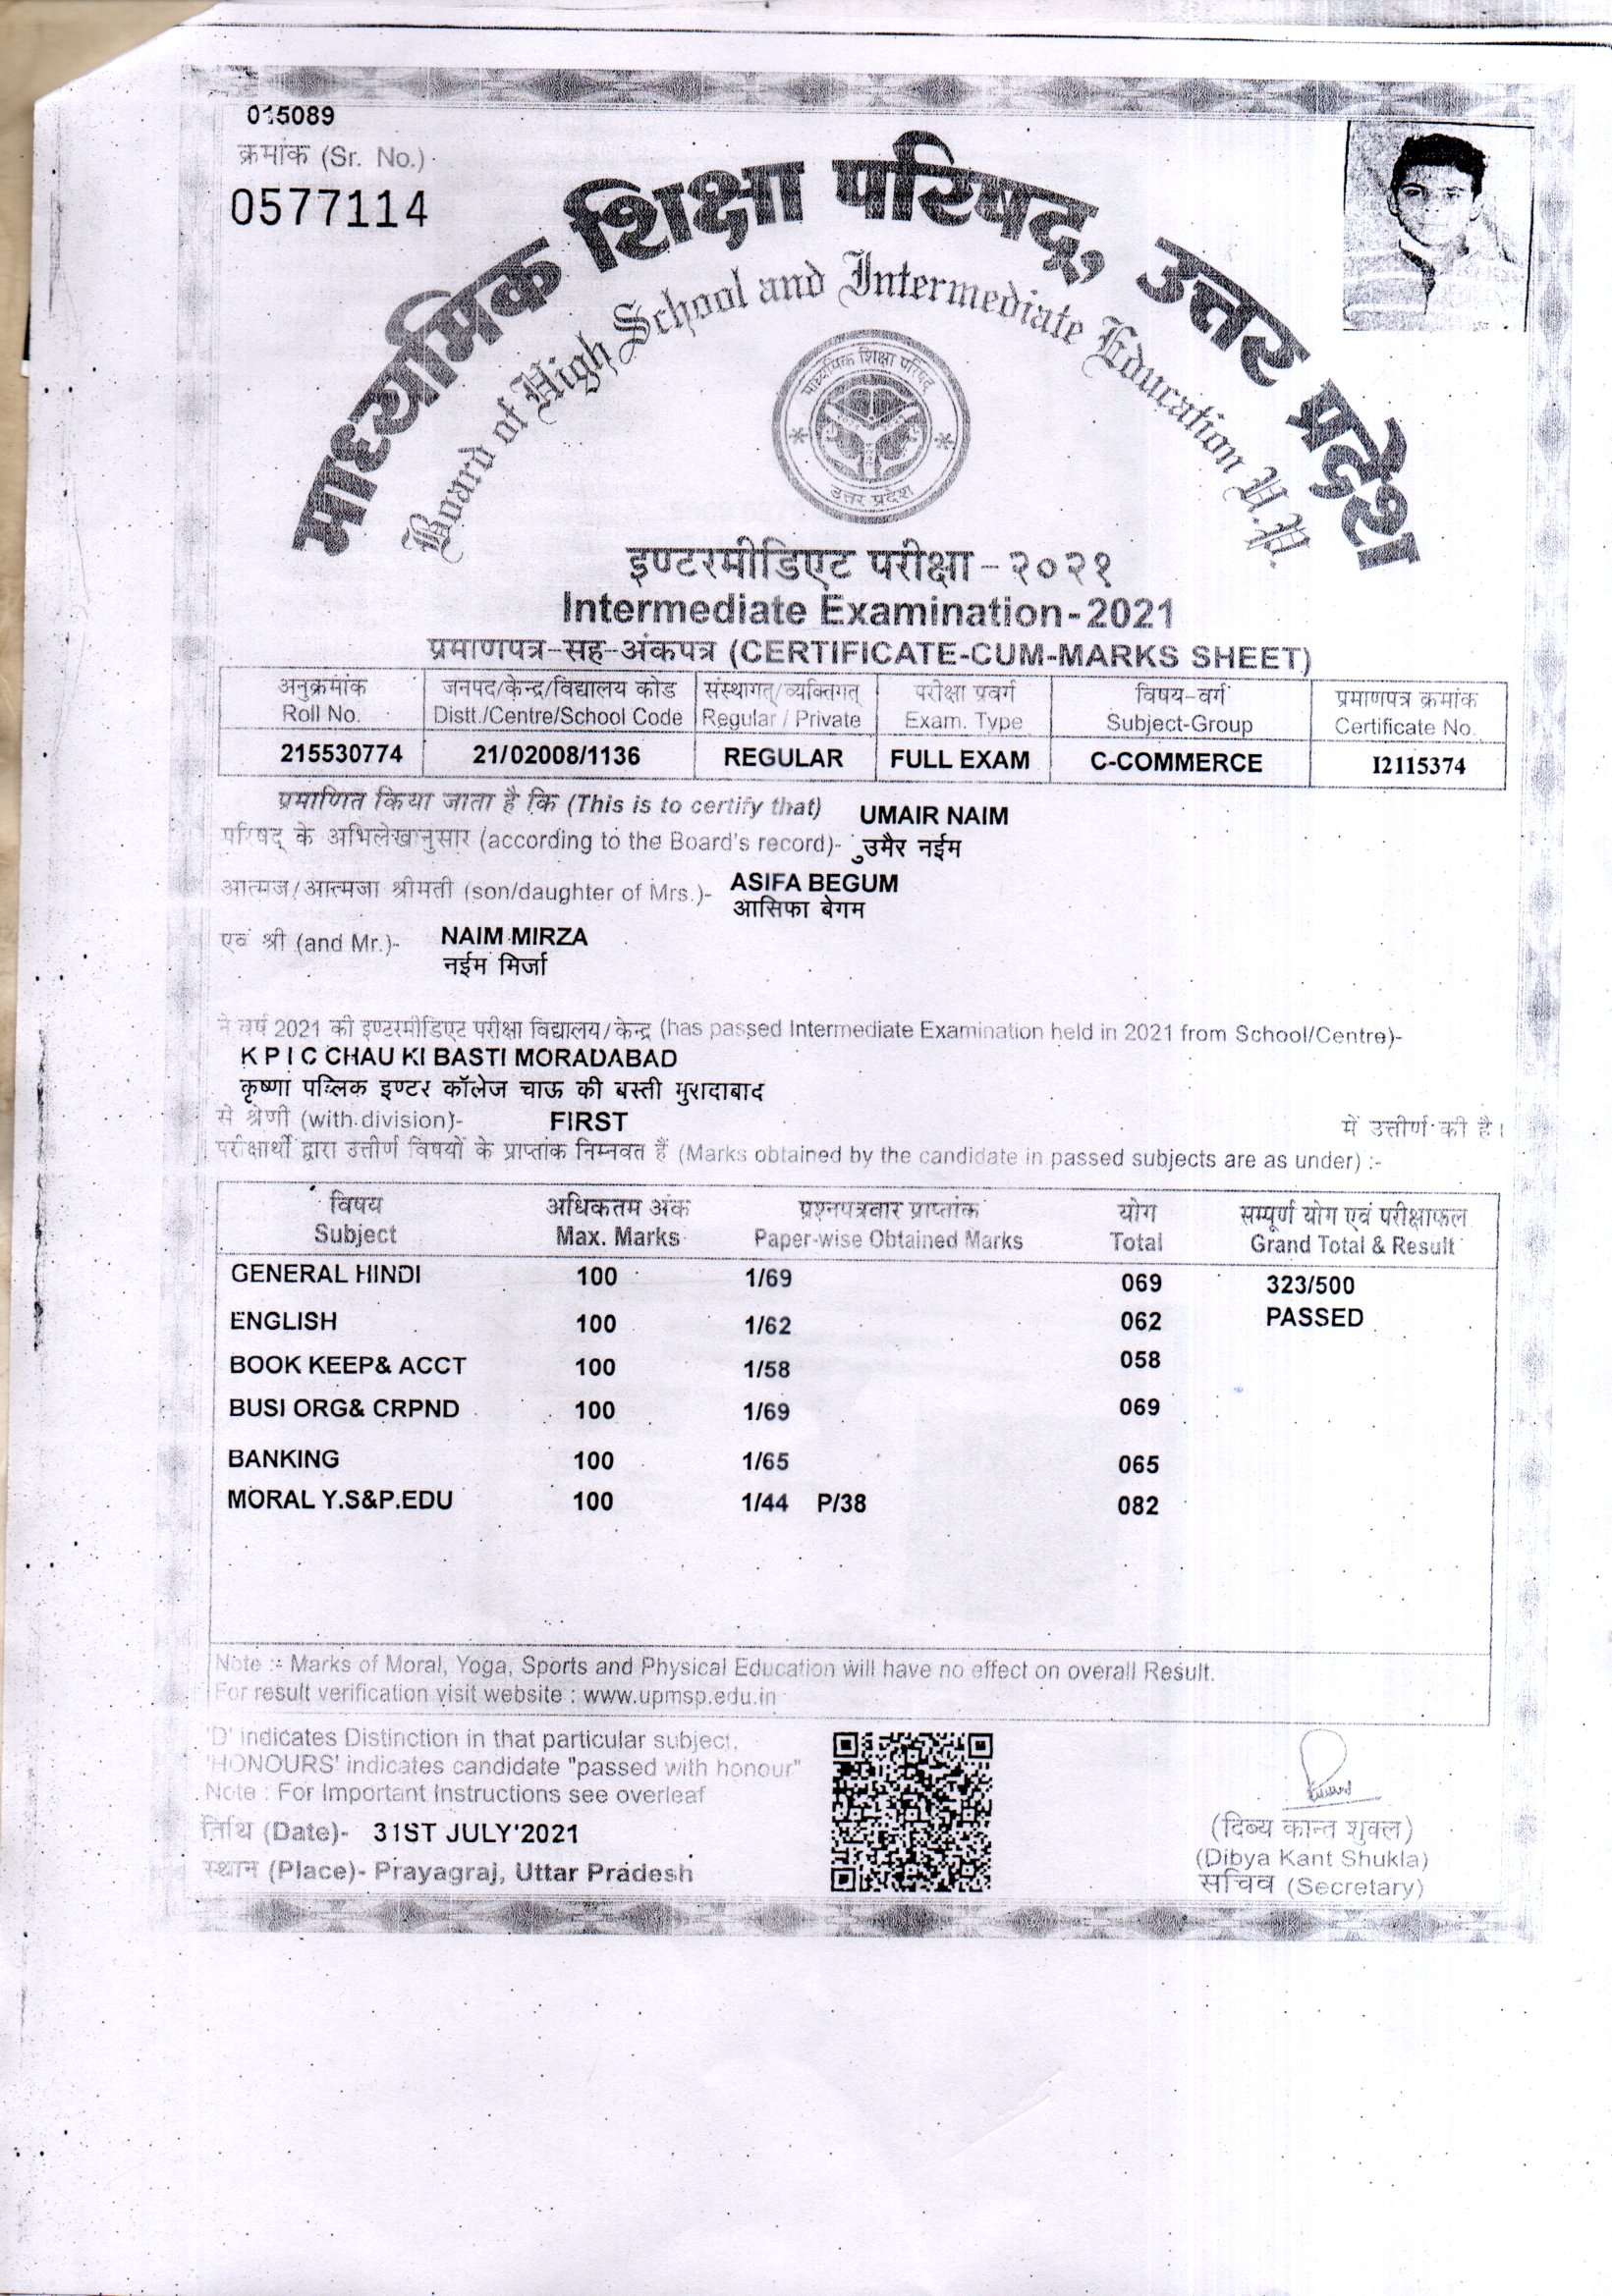 015089
क्रमांक (Sr. No.)
0577114
माध्यमिक शिक्षा परिषद्, उत्तर प्रदेश
Board of High School and Intermediate Education U.P.
माध्यमिक शिक्षा परिषद
उत्तर प्रदेश
इण्टरमीडिएट परीक्षा-२०२१
Intermediate Examination-2021
प्रमाणपत्र-सह-अंकपत्र (CERTIFICATE-CUM-MARKS SHEET)
अनुक्रमांक जनपद/केन्द्र/विद्यालय कोड संस्थागत्/व्यक्तिगत् परीक्षा प्रवर्ग विषय-वर्ग प्रमाणपत्र क्रमांक
Roll No. Distt./Centre/School Code Regular / Private Exam. Type Subject-Group Certificate No.
215530774 21/02008/1136 REGULAR FULL EXAM C-COMMERCE I2115374
प्रमाणित किया जाता है कि (This is to certify that) UMAIR NAIM
परिषद् के अभिलेखानुसार (according to the Board's record)- उमैर नईम
आत्मज/आत्मजा श्रीमती (son/daughter of Mrs.)- ASIFA BEGUM
आसिफा बेगम
एवं श्री (and Mr.)- NAIM MIRZA
नईम मिर्जा
ने वर्ष 2021 की इण्टरमीडिएट परीक्षा विद्यालय/केन्द्र (has passed Intermediate Examination held in 2021 from School/Centre)-
K P I C CHAU KI BASTI MORADABAD
कृष्णा पब्लिक इण्टर कॉलेज चाऊ की बस्ती मुरादाबाद
से श्रेणी (with division)- FIRST में उत्तीर्ण की है।
परीक्षार्थी द्वारा उत्तीर्ण विषयों के प्राप्तांक निम्नवत हैं (Marks obtained by the candidate in passed subjects are as under) :-
विषय अधिकतम अंक प्रश्नपत्रवार प्राप्तांक योग सम्पूर्ण योग एवं परीक्षाफल
Subject Max. Marks Paper-wise Obtained Marks Total Grand Total & Result
GENERAL HINDI 100 1/69 069 323/500
ENGLISH 100 1/62 062 PASSED
BOOK KEEP& ACCT 100 1/58 058
BUSI ORG& CRPND 100 1/69 069
BANKING 100 1/65 065
MORAL Y.S&P.EDU 100 1/44 P/38 082
Note :- Marks of Moral, Yoga, Sports and Physical Education will have no effect on overall Result.
For result verification visit website : www.upmsp.edu.in
'D' indicates Distinction in that particular subject.
'HONOURS' indicates candidate "passed with honour"
Note : For Important Instructions see overleaf
तिथि (Date)- 31ST JULY'2021
स्थान (Place)- Prayagraj, Uttar Pradesh
(दिब्य कान्त शुक्ल)
(Dibya Kant Shukla)
सचिव (Secretary)